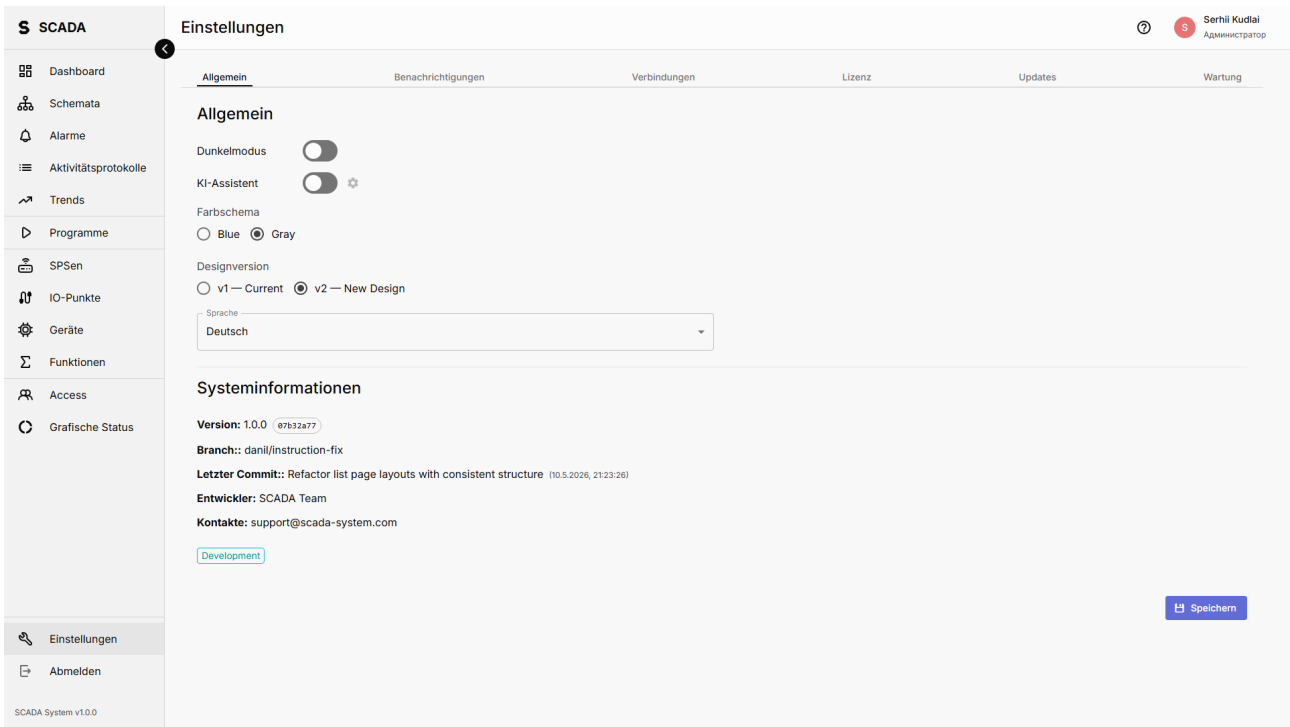 S SCADA
Einstellungen
Serhii Kudlai
S
Администратор
Dashboard
Schemata
Alarme
Aktivitätsprotokolle
Trends
Programme
SPSen
IO-Punkte
Geräte
Funktionen
Access
Grafische Status
Einstellungen
Abmelden
SCADA System v1.0.0
Allgemein Benachrichtigungen Verbindungen Lizenz Updates Wartung
Allgemein
Dunkelmodus
KI-Assistent
Farbschema
Blue Gray
Designversion
v1 — Current v2 — New Design
Sprache
Deutsch
Systeminformationen
Version: 1.0.0 07b32a77
Branch:: danil/instruction-fix
Letzter Commit:: Refactor list page layouts with consistent structure (10.5.2026, 21:23:26)
Entwickler: SCADA Team
Kontakte: support@scada-system.com
Development
Speichern